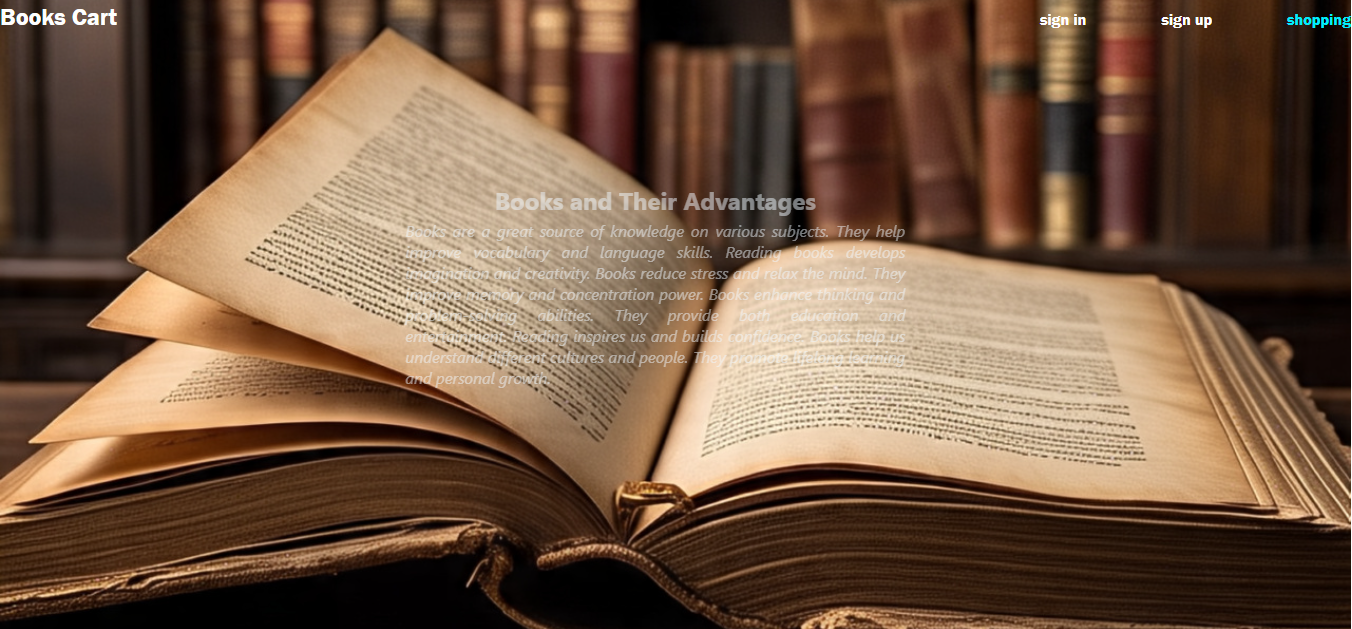 Books Cart
sign in
sign up
shopping
Books and Their Advantages
Books are a great source of knowledge on various subjects. They help
improve vocabulary and language skills. Reading books develops
imagination and creativity. Books reduce stress and relax the mind. They
improve memory and concentration power. Books enhance thinking and
problem-solving abilities. They provide both education and
entertainment. Reading inspires us and builds confidence. Books help us
understand different cultures and people. They promote lifelong learning
and personal growth.